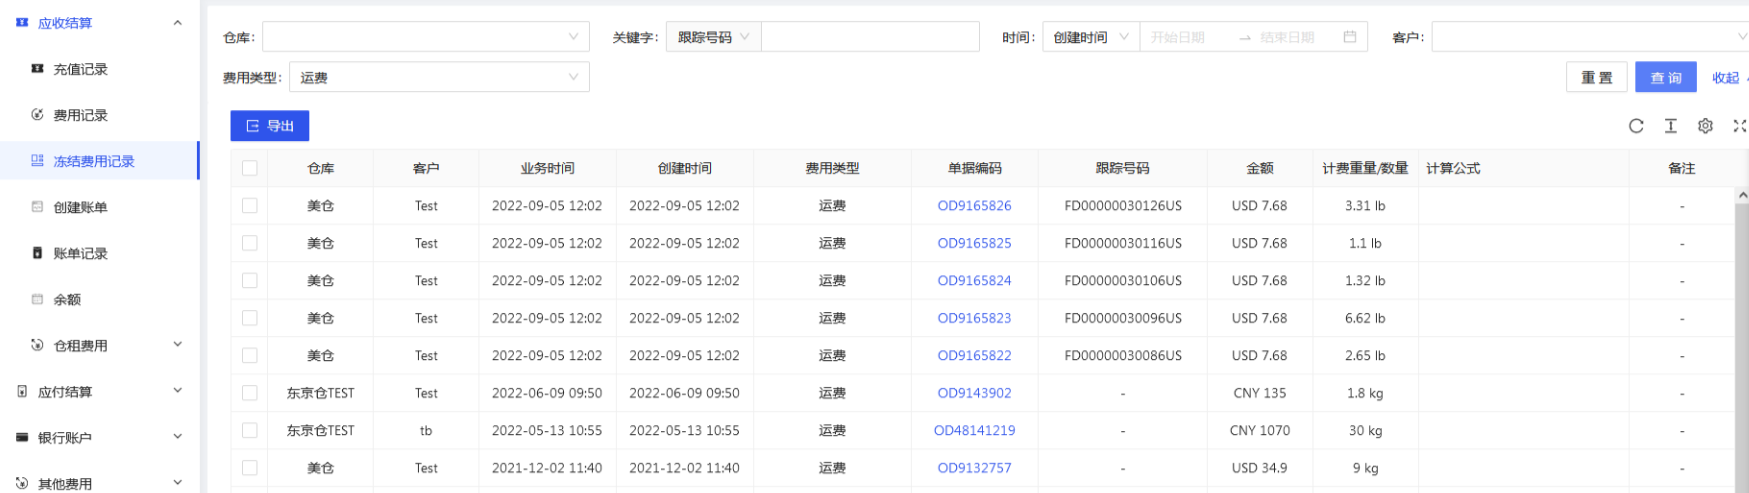 应收结算
充值记录
费用记录
冻结费用记录
创建账单
账单记录
余额
仓租费用
应付结算
银行账户
其他费用
仓库: 关键字: 跟踪号码 时间: 创建时间 开始日期 → 结束日期 客户:
费用类型: 运费 重 置 查 询 收起
导出
仓库 客户 业务时间 创建时间 费用类型 单据编码 跟踪号码 金额 计费重量/数量 计算公式 备注
美仓 Test 2022-09-05 12:02 2022-09-05 12:02 运费 OD9165826 FD00000030126US USD 7.68 3.31 lb -
美仓 Test 2022-09-05 12:02 2022-09-05 12:02 运费 OD9165825 FD00000030116US USD 7.68 1.1 lb -
美仓 Test 2022-09-05 12:02 2022-09-05 12:02 运费 OD9165824 FD00000030106US USD 7.68 1.32 lb -
美仓 Test 2022-09-05 12:02 2022-09-05 12:02 运费 OD9165823 FD00000030096US USD 7.68 6.62 lb -
美仓 Test 2022-09-05 12:02 2022-09-05 12:02 运费 OD9165822 FD00000030086US USD 7.68 2.65 lb -
东京仓TEST Test 2022-06-09 09:50 2022-06-09 09:50 运费 OD9143902 - CNY 135 1.8 kg -
东京仓TEST tb 2022-05-13 10:55 2022-05-13 10:55 运费 OD48141219 - CNY 1070 30 kg -
美仓 Test 2021-12-02 11:40 2021-12-02 11:40 运费 OD9132757 - USD 34.9 9 kg -